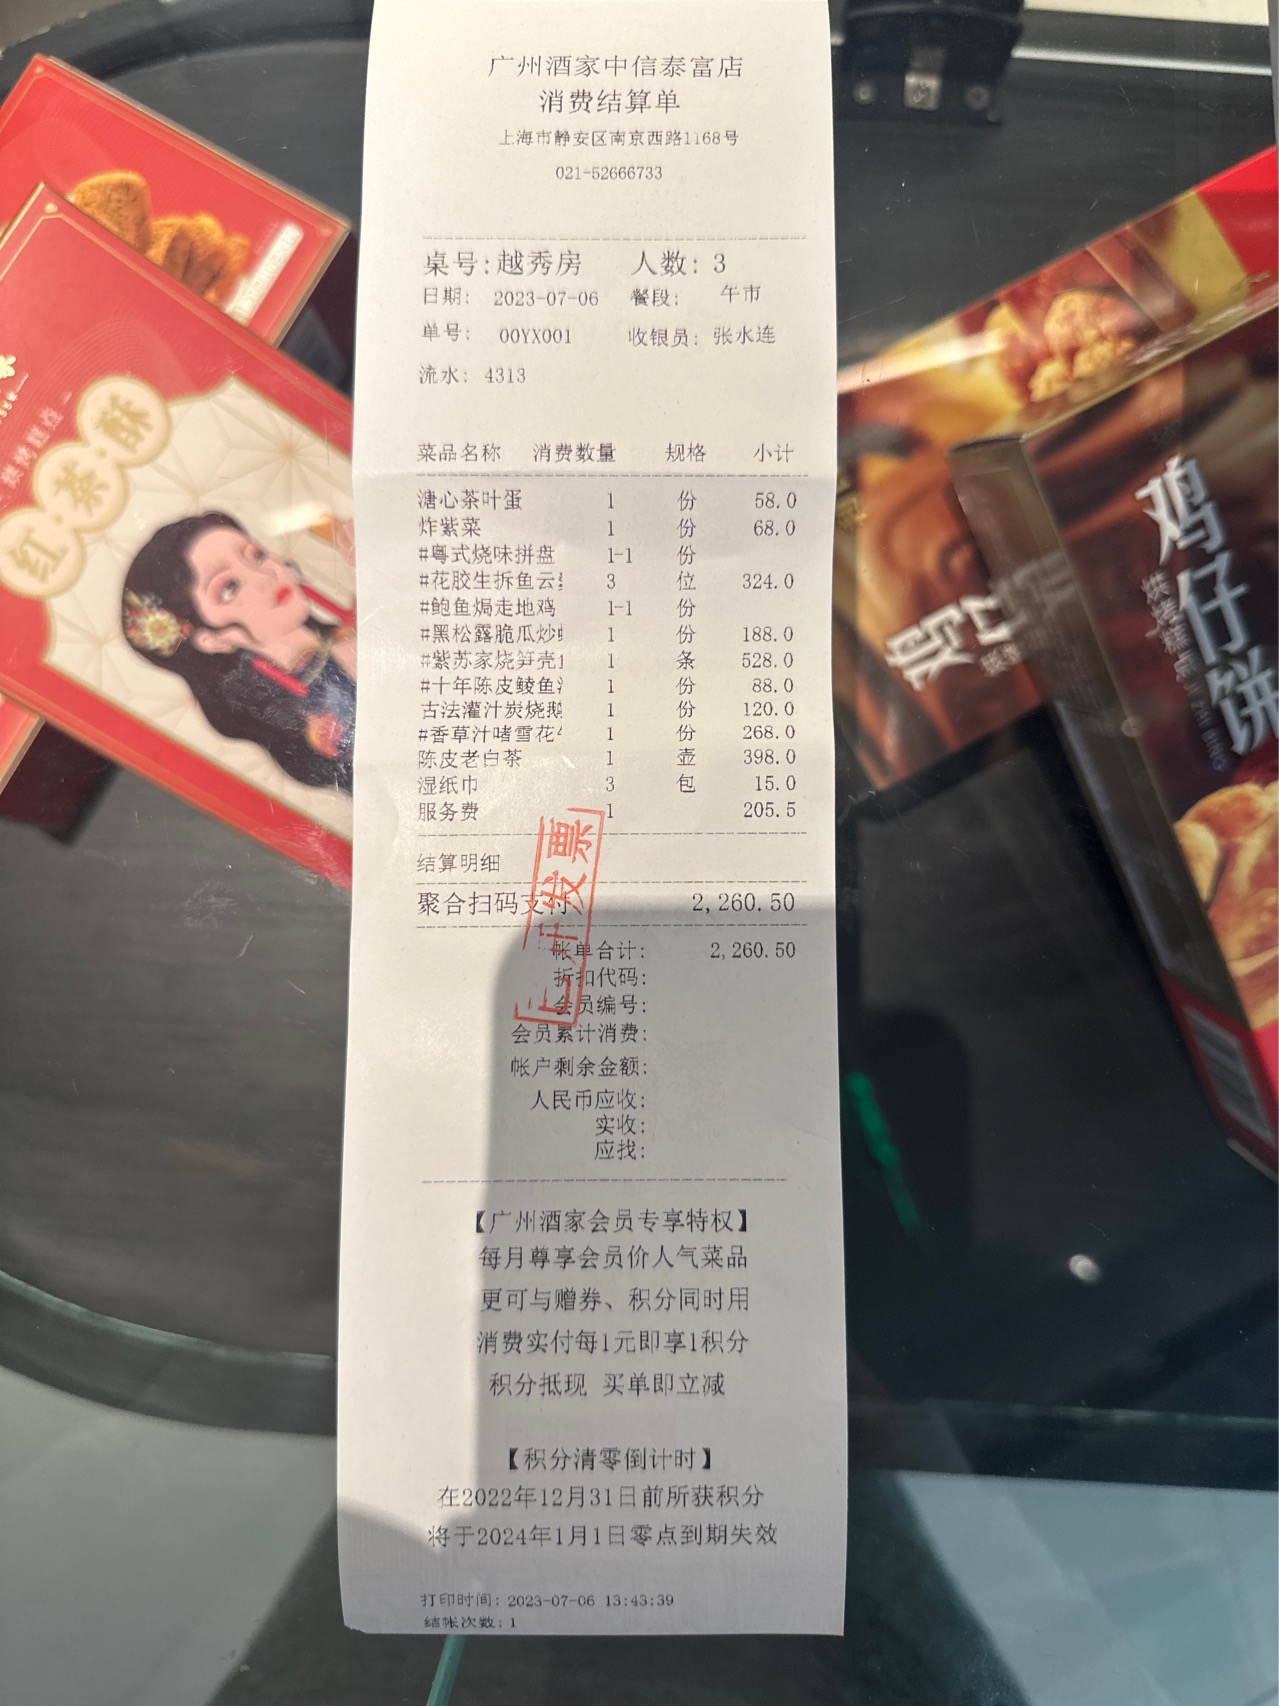 广州酒家中信泰富店
消费结算单
上海市静安区南京西路1168号
021-52666733
桌号:越秀房 人数: 3
日期: 2023-07-06 餐段: 午市
单号: 00YX001 收银员: 张水连
流水: 4313
菜品名称 消费数量 规格 小计
溏心茶叶蛋 1 份 58.0
炸紫菜 1 份 68.0
#粤式烧味拼盘 1-1 份
#花胶生拆鱼云 3 位 324.0
#鲍鱼焗走地鸡 1-1 份
#黑松露脆瓜炒 1 份 188.0
#紫苏家烧笋壳 1 条 528.0
#十年陈皮鲮鱼 1 份 88.0
古法灌汁炭烧鹅 1 份 120.0
#香草汁啫雪花 1 份 268.0
陈皮老白茶 1 壶 398.0
湿纸巾 3 包 15.0
服务费 1 205.5
结算明细
聚合扫码支付 2,260.50
已开发票
帐单合计: 2,260.50
折扣代码:
会员编号:
会员累计消费:
帐户剩余金额:
人民币应收:
实收:
应找:
【广州酒家会员专享特权】
每月尊享会员价人气菜品
更可与赠券、积分同时用
消费实付每1元即享1积分
积分抵现 买单即立减
【积分清零倒计时】
在2022年12月31日前所获积分
将于2024年1月1日零点到期失效
打印时间: 2023-07-06 13:43:39
结帐次数: 1
红·茶·酥
烘烤糕点
鸡仔饼
烘烤糕点
鸡仔